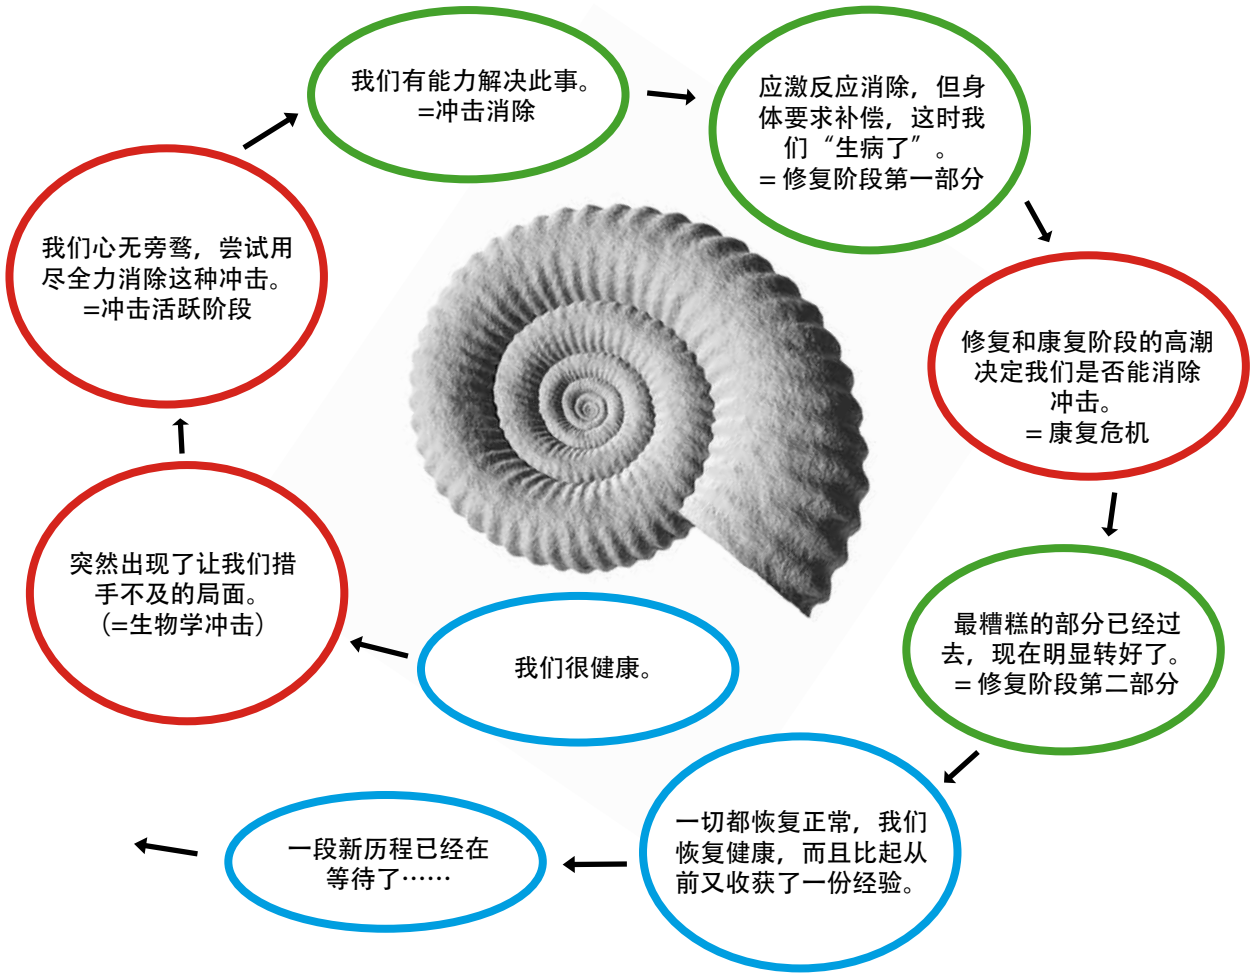 我们很健康。
突然出现了让我们措
手不及的局面。
（=生物学冲击）
我们心无旁骛，尝试用
尽全力消除这种冲击。
=冲击活跃阶段
我们有能力解决此事。
=冲击消除
应激反应消除，但身
体要求补偿，这时我
们“生病了”。
= 修复阶段第一部分
修复和康复阶段的高潮
决定我们是否能消除
冲击。
= 康复危机
最糟糕的部分已经过
去，现在明显转好了。
= 修复阶段第二部分
一切都恢复正常，我们
恢复健康，而且比起从
前又收获了一份经验。
一段新历程已经在
等待了……